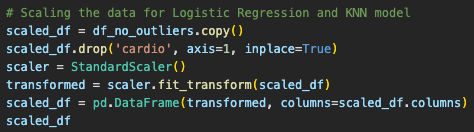 # Scaling the data for Logistic Regression and KNN model
scaled_df = df_no_outliers.copy()
scaled_df.drop('cardio', axis=1, inplace=True)
scaler = StandardScaler()
transformed = scaler.fit_transform(scaled_df)
scaled_df = pd.DataFrame(transformed, columns=scaled_df.columns)
scaled_df